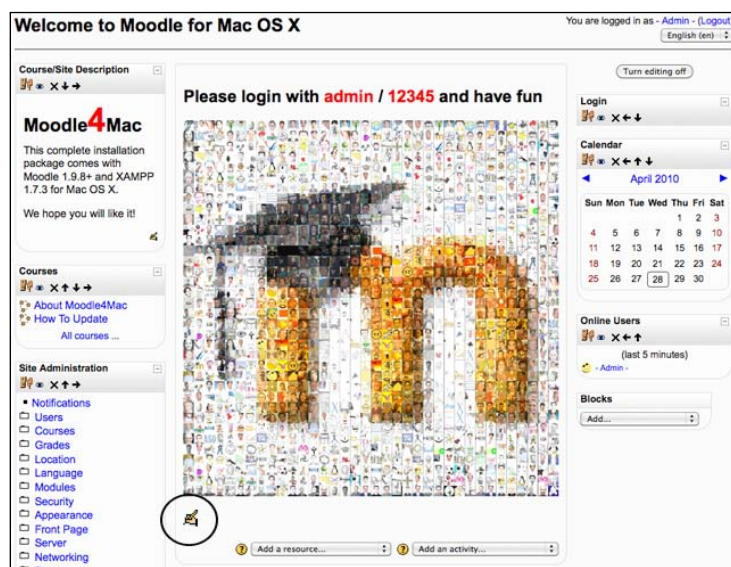 Welcome to Moodle for Mac OS X
You are logged in as - Admin - (Logout)
English (en)
Course/Site Description
Moodle4Mac
This complete installation
package comes with
Moodle 1.9.8+ and XAMPP
1.7.3 for Mac OS X.
We hope you will like it!
Courses
About Moodle4Mac
How To Update
All courses ...
Site Administration
Notifications
Users
Courses
Grades
Location
Language
Modules
Security
Appearance
Front Page
Server
Networking
Please login with admin / 12345 and have fun
Add a resource...
Add an activity...
Turn editing off
Login
Calendar
April 2010
Sun Mon Tue Wed Thu Fri Sat
1 2 3
4 5 6 7 8 9 10
11 12 13 14 15 16 17
18 19 20 21 22 23 24
25 26 27 28 29 30
Online Users
(last 5 minutes)
- Admin -
Blocks
Add...